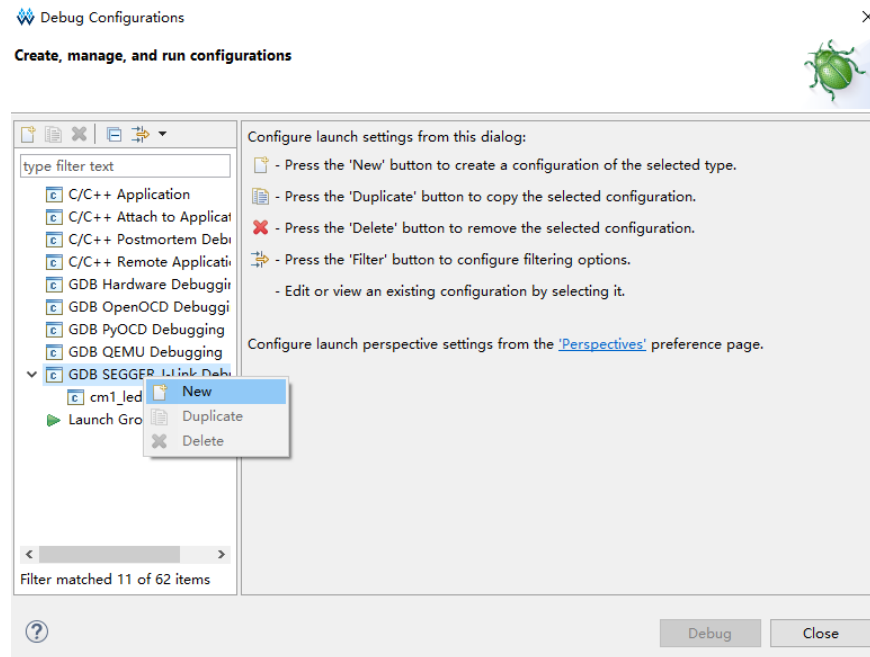 Debug Configurations
Create, manage, and run configurations
type filter text
C/C++ Application
C/C++ Attach to Applicat
C/C++ Postmortem Deb
C/C++ Remote Applicati
GDB Hardware Debuggir
GDB OpenOCD Debuggi
GDB PyOCD Debugging
GDB QEMU Debugging
GDB SEGGER J-Link Deb
cm1_led
Launch Gro
New
Duplicate
Delete
Filter matched 11 of 62 items
Configure launch settings from this dialog:
- Press the 'New' button to create a configuration of the selected type.
- Press the 'Duplicate' button to copy the selected configuration.
- Press the 'Delete' button to remove the selected configuration.
- Press the 'Filter' button to configure filtering options.
- Edit or view an existing configuration by selecting it.
Configure launch perspective settings from the 'Perspectives' preference page.
?
Debug
Close